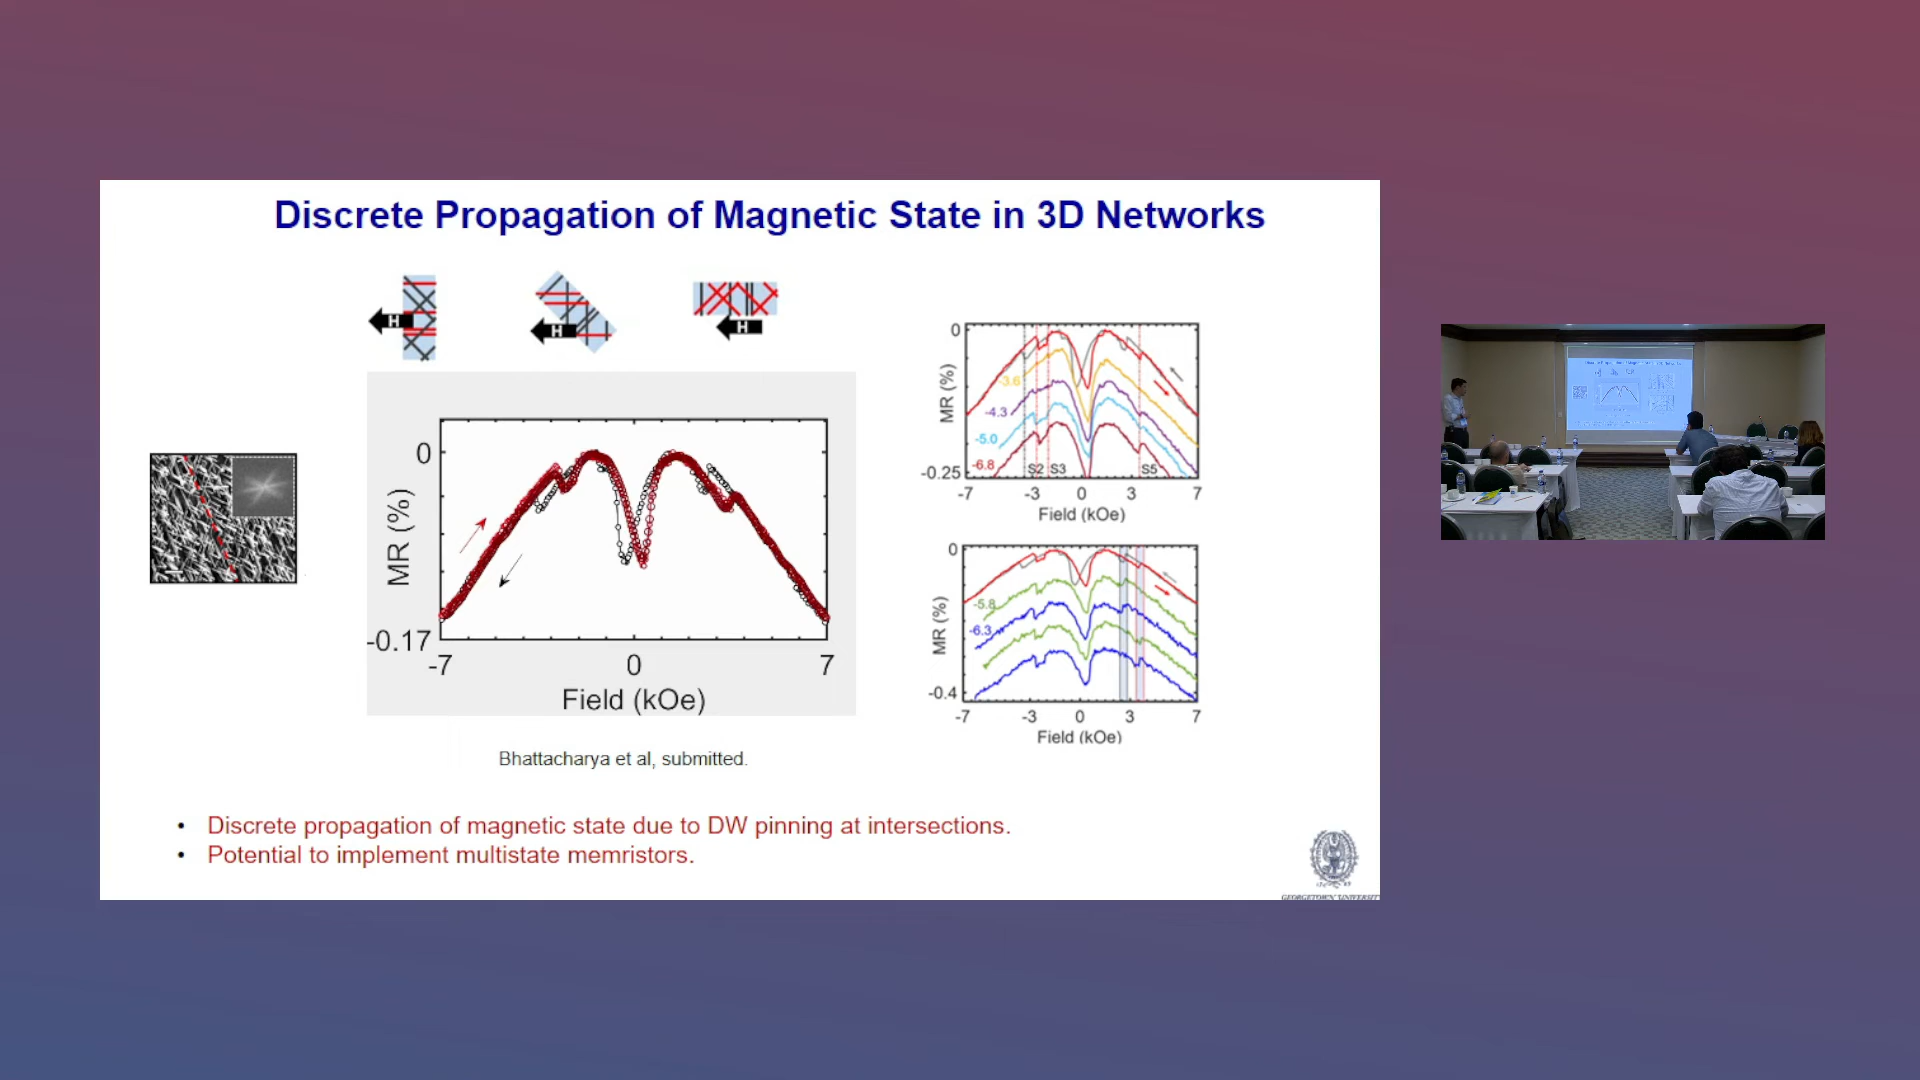 Discrete Propagation of Magnetic State in 3D Networks
H
H
H
0
MR (%)
-0.17
-7
0
7
Field (kOe)
0
MR (%)
-0.25
-3.6
-4.3
-5.0
-6.8
S2
S3
S5
-7
-3
0
3
7
Field (kOe)
0
MR (%)
-0.4
-5.8
-6.3
-7
-3
0
3
7
Field (kOe)
Bhattacharya et al, submitted.
• Discrete propagation of magnetic state due to DW pinning at intersections.
• Potential to implement multistate memristors.
GEORGETOWN UNIVERSITY